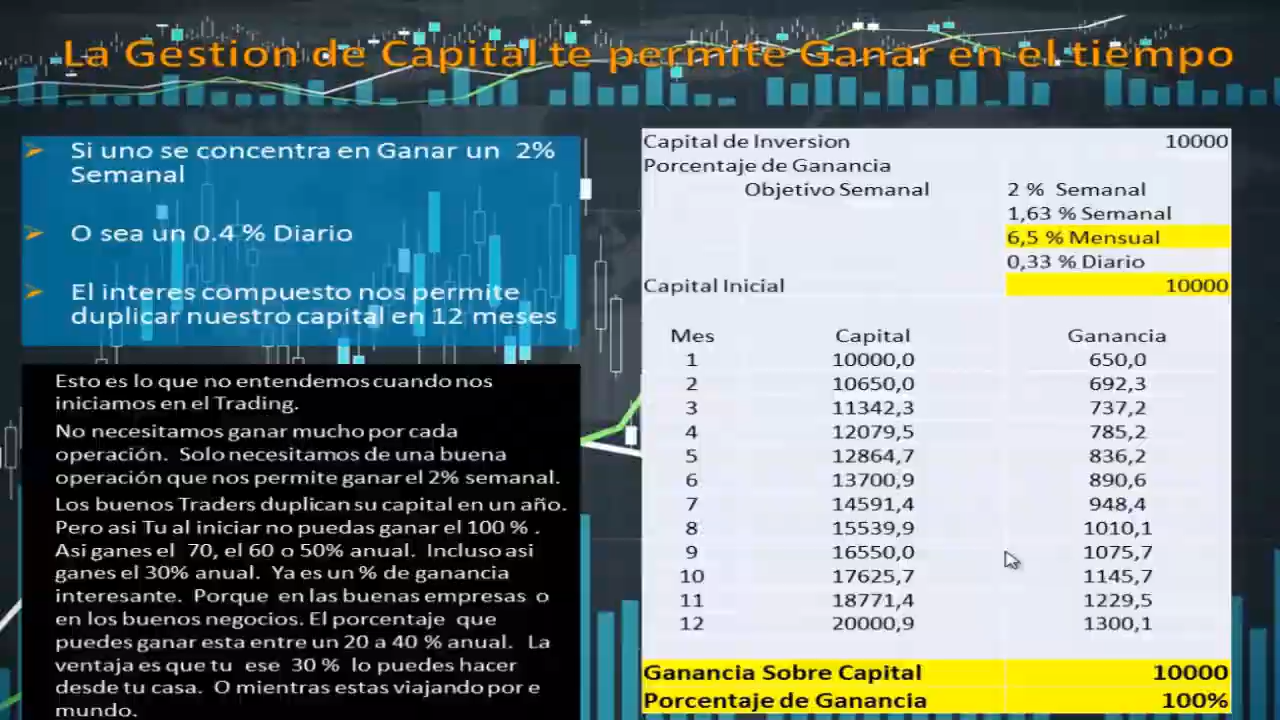 La Gestion de Capital te permite Ganar en el tiempo
➤ Si uno se concentra en Ganar un 2%
Semanal
➤ O sea un 0.4 % Diario
➤ El interes compuesto nos permite
duplicar nuestro capital en 12 meses
Esto es lo que no entendemos cuando nos
iniciamos en el Trading.
No necesitamos ganar mucho por cada
operación. Solo necesitamos de una buena
operación que nos permite ganar el 2% semanal.
Los buenos Traders duplican su capital en un año.
Pero asi Tu al iniciar no puedas ganar el 100 % .
Asi ganes el 70, el 60 o 50% anual. Incluso asi
ganes el 30% anual. Ya es un % de ganancia
interesante. Porque en las buenas empresas o
en los buenos negocios. El porcentaje que
puedes ganar esta entre un 20 a 40 % anual. La
ventaja es que tu ese 30 % lo puedes hacer
desde tu casa. O mientras estas viajando por e
mundo.
Capital de Inversion 10000
Porcentaje de Ganancia
Objetivo Semanal 2 % Semanal
1,63 % Semanal
6,5 % Mensual
0,33 % Diario
Capital Inicial 10000
Mes Capital Ganancia
1 10000,0 650,0
2 10650,0 692,3
3 11342,3 737,2
4 12079,5 785,2
5 12864,7 836,2
6 13700,9 890,6
7 14591,4 948,4
8 15539,9 1010,1
9 16550,0 1075,7
10 17625,7 1145,7
11 18771,4 1229,5
12 20000,9 1300,1
Ganancia Sobre Capital 10000
Porcentaje de Ganancia 100%